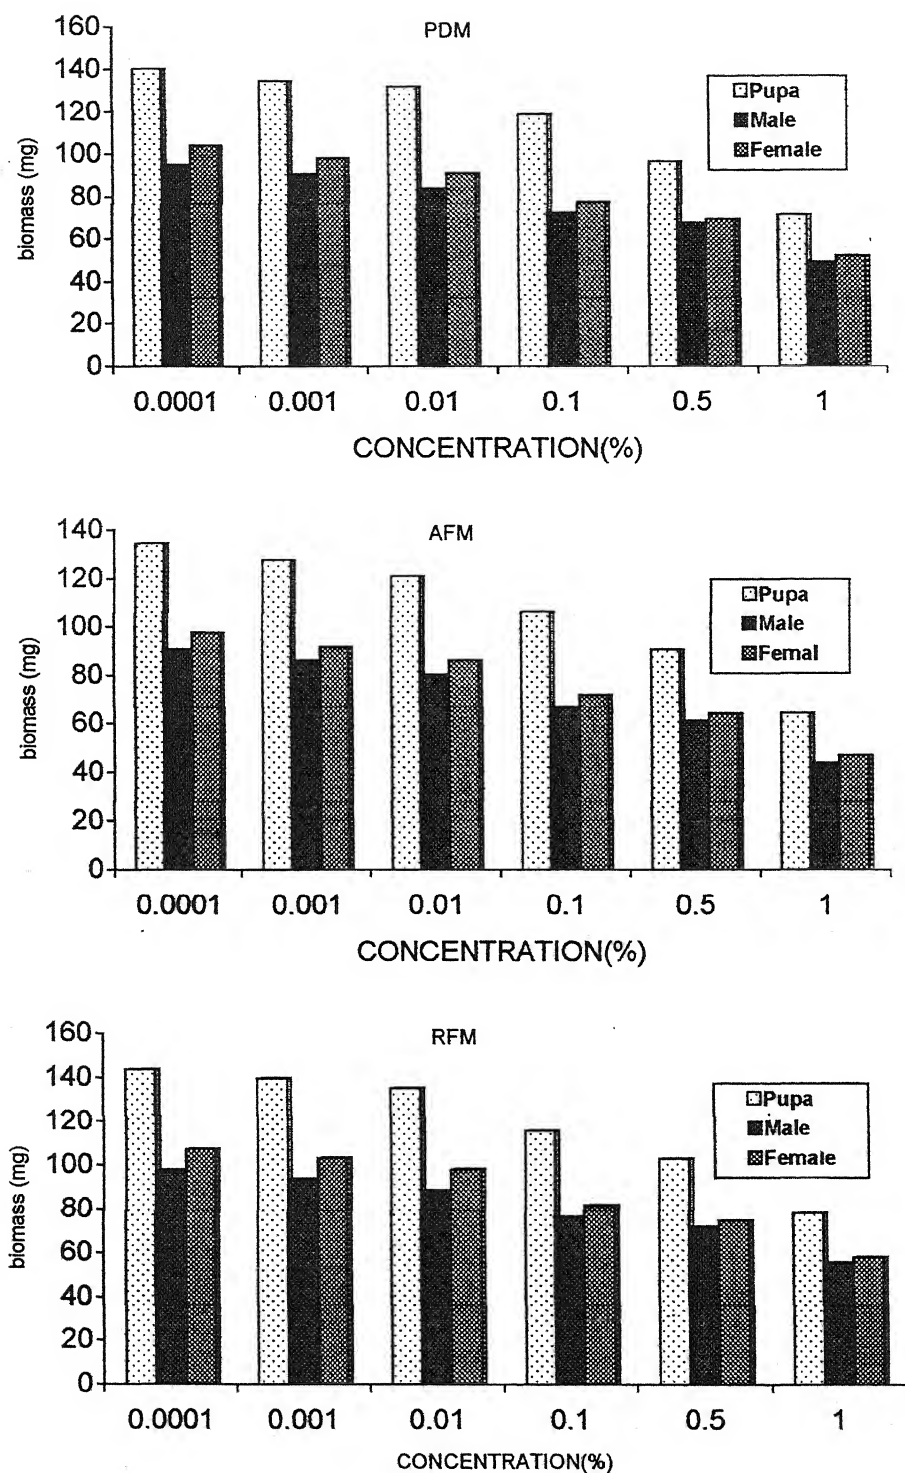 PDM
160
140
120
100
80
60
40
20
0
biomass (mg)
Pupa
Male
Female
0.0001 0.001 0.01 0.1 0.5 1
CONCENTRATION(%)
AFM
140
120
100
80
60
40
20
0
biomass (mg)
Pupa
Male
Femal
0.0001 0.001 0.01 0.1 0.5 1
CONCENTRATION(%)
RFM
160
140
120
100
80
60
40
20
0
biomass (mg)
Pupa
Male
Female
0.0001 0.001 0.01 0.1 0.5 1
CONCENTRATION(%)